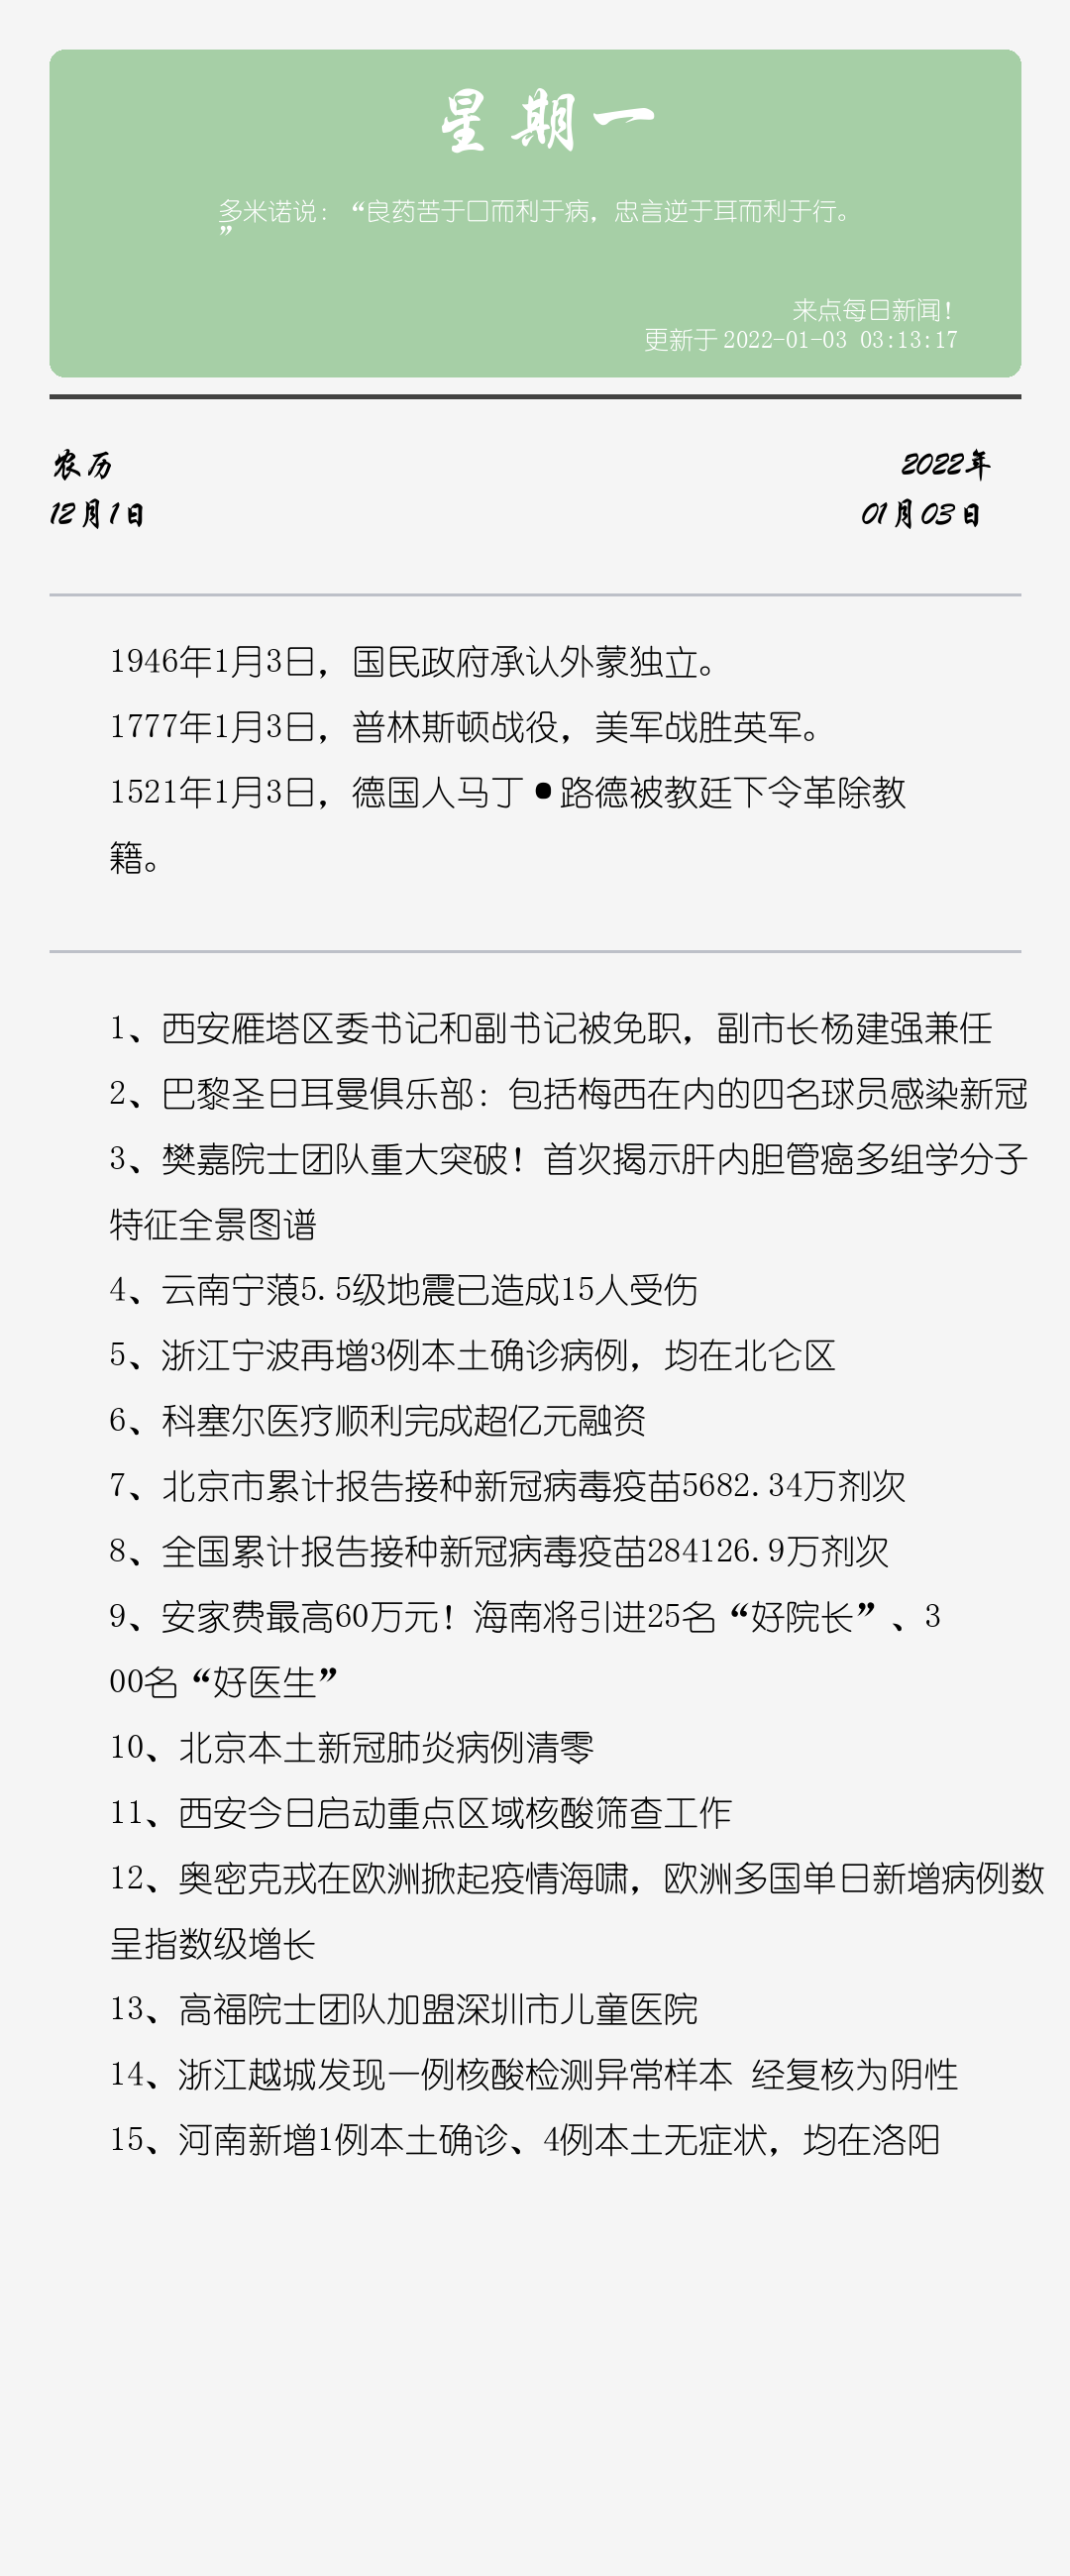 星期一
多米诺说：“良药苦于口而利于病，忠言逆于耳而利于行。
”
来点每日新闻！
更新于 2022-01-03 03:13:17
农历
2022年
12月1日
01月03日
1946年1月3日，国民政府承认外蒙独立。
1777年1月3日，普林斯顿战役，美军战胜英军。
1521年1月3日，德国人马丁•路德被教廷下令革除教
籍。
1、西安雁塔区委书记和副书记被免职，副市长杨建强兼任
2、巴黎圣日耳曼俱乐部：包括梅西在内的四名球员感染新冠
3、樊嘉院士团队重大突破！首次揭示肝内胆管癌多组学分子
特征全景图谱
4、云南宁蒗5.5级地震已造成15人受伤
5、浙江宁波再增3例本土确诊病例，均在北仑区
6、科塞尔医疗顺利完成超亿元融资
7、北京市累计报告接种新冠病毒疫苗5682.34万剂次
8、全国累计报告接种新冠病毒疫苗284126.9万剂次
9、安家费最高60万元！海南将引进25名“好院长”、3
00名“好医生”
10、北京本土新冠肺炎病例清零
11、西安今日启动重点区域核酸筛查工作
12、奥密克戎在欧洲掀起疫情海啸，欧洲多国单日新增病例数
呈指数级增长
13、高福院士团队加盟深圳市儿童医院
14、浙江越城发现一例核酸检测异常样本 经复核为阴性
15、河南新增1例本土确诊、4例本土无症状，均在洛阳